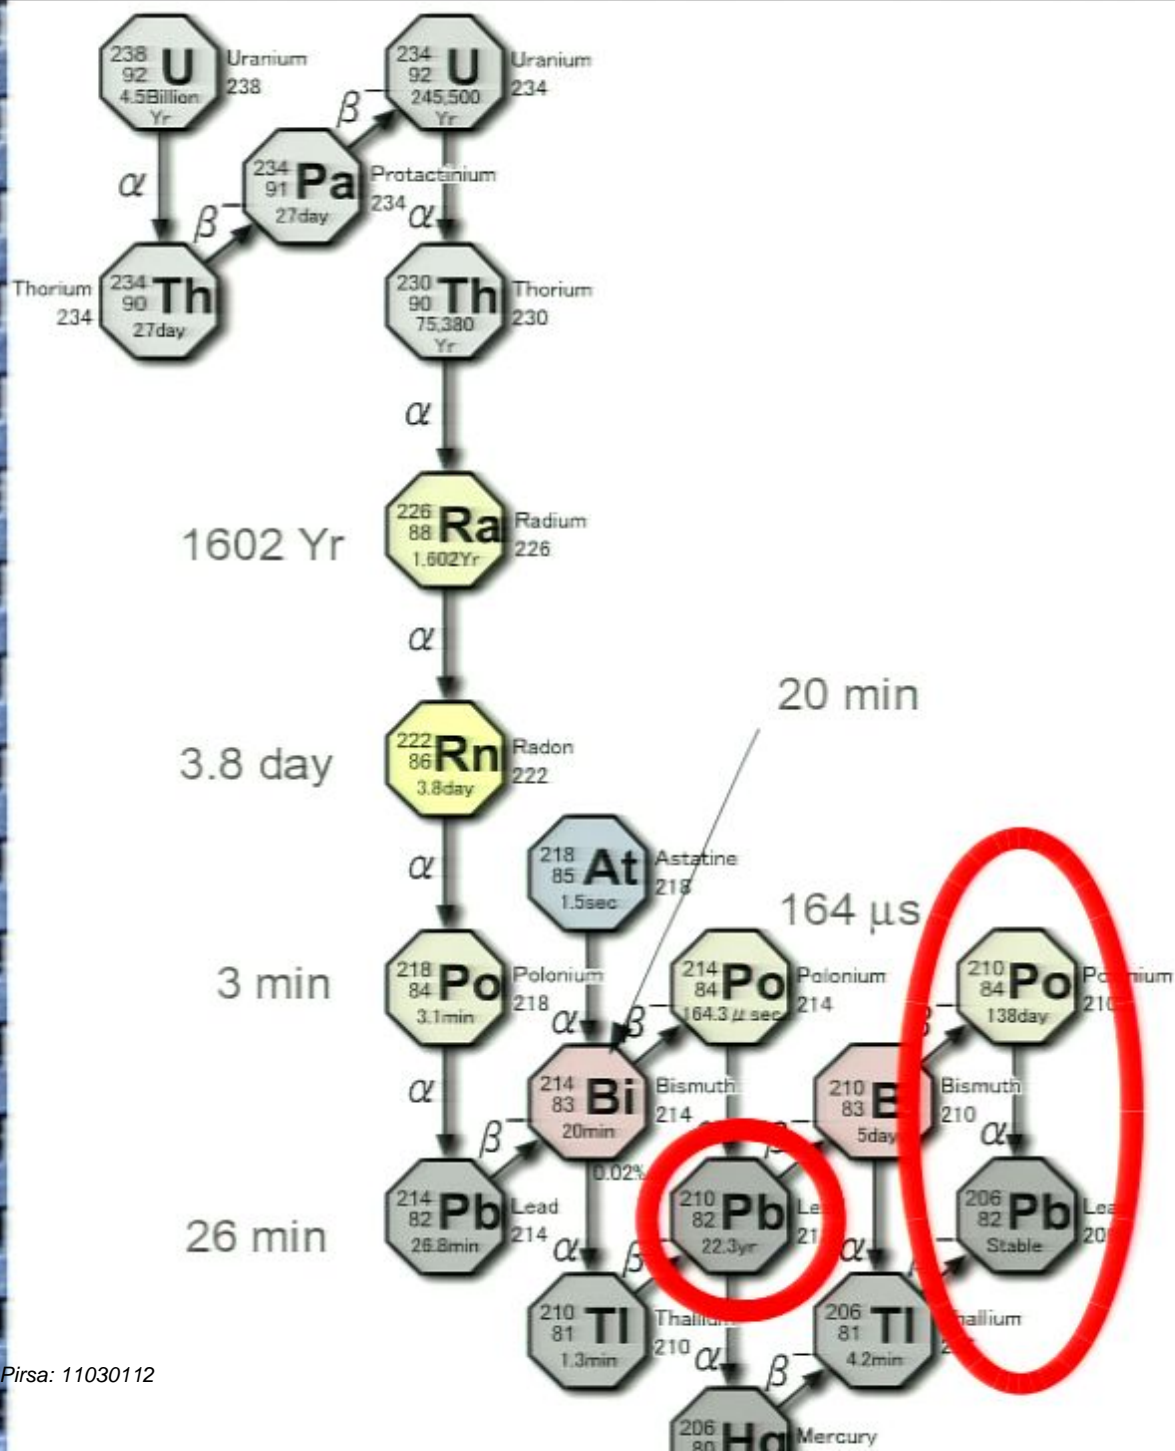 238
92 U
4.5Billion
Yr
Uranium
238
234
92 U
245,500
Yr
Uranium
234
β⁻
α
234
91 Pa
27day
Protactinium
234
β⁻
α
Thorium
234
234
90 Th
27day
230
90 Th
75,380
Yr
Thorium
230
α
1602 Yr
226
88 Ra
1,602Yr
Radium
226
α
20 min
3.8 day
222
86 Rn
3.8day
Radon
222
α
218
85 At
1.5sec
Astatine
218
164 µs
3 min
218
84 Po
3.1min
Polonium
218
α
β⁻
214
84 Po
164.3 µ sec
Polonium
214
210
84 Po
138day
210
α
β⁻
214
83 Bi
20min
Bismuth
214
0.02%
210
83
5day
Bismuth
210
α
26 min
214
82 Pb
26.8min
Lead
214
α
β⁻
210
82 Pb
22.3yr
α
206
82 Pb
Stable
210
81 Tl
1.3min
Thallium
210
α
β⁻
206
81 Tl
4.2min
Pirsa: 11030112
206
80 Hg
Mercury